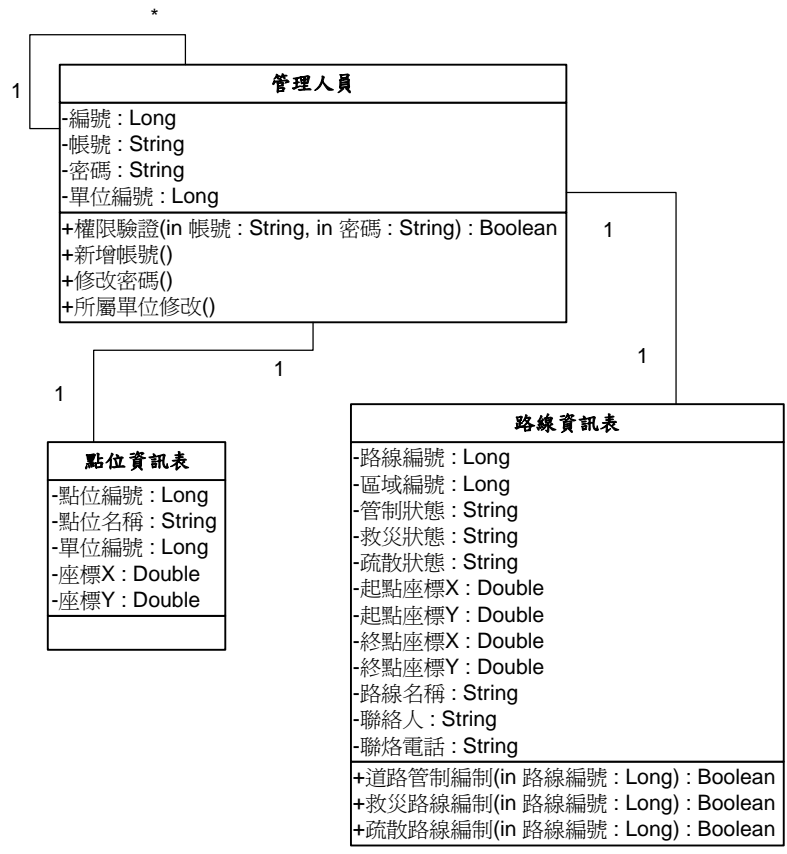 *
1
管理人員
-編號 : Long
-帳號 : String
-密碼 : String
-單位編號 : Long
+權限驗證(in 帳號 : String, in 密碼 : String) : Boolean
+新增帳號()
+修改密碼()
+所屬單位修改()
1
1
1
1
點位資訊表
-點位編號 : Long
-點位名稱 : String
-單位編號 : Long
-座標X : Double
-座標Y : Double
路線資訊表
-路線編號 : Long
-區域編號 : Long
-管制狀態 : String
-救災狀態 : String
-疏散狀態 : String
-起點座標X : Double
-起點座標Y : Double
-終點座標X : Double
-終點座標Y : Double
-路線名稱 : String
-聯絡人 : String
-聯烙電話 : String
+道路管制編制(in 路線編號 : Long) : Boolean
+救災路線編制(in 路線編號 : Long) : Boolean
+疏散路線編制(in 路線編號 : Long) : Boolean